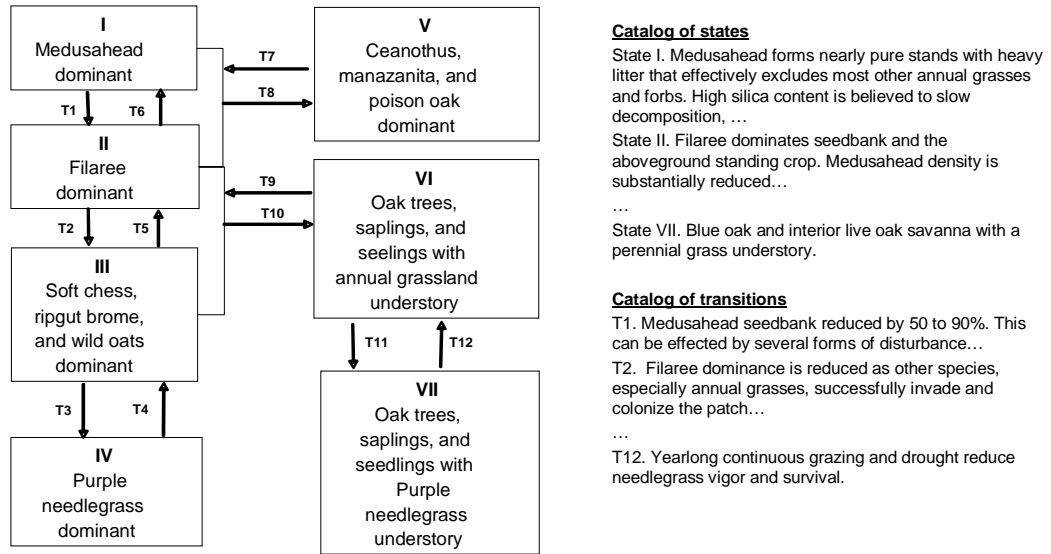 I
Medusahead
dominant
T1
T6
II
Filaree
dominant
T2
T5
III
Soft chess,
ripgut brome,
and wild oats
dominant
T3
T4
IV
Purple
needlegrass
dominant
T7
T8
V
Ceanothus,
manazanita, and
poison oak
dominant
T9
T10
VI
Oak trees,
saplings, and
seelings with
annual grassland
understory
T11
T12
VII
Oak trees,
saplings, and
seedlings with
Purple
needlegrass
understory
Catalog of states
State I. Medusahead forms nearly pure stands with heavy
litter that effectively excludes most other annual grasses
and forbs. High silica content is believed to slow
decomposition, …
State II. Filaree dominates seedbank and the
aboveground standing crop. Medusahead density is
substantially reduced…
…
State VII. Blue oak and interior live oak savanna with a
perennial grass understory.
Catalog of transitions
T1. Medusahead seedbank reduced by 50 to 90%. This
can be effected by several forms of disturbance…
T2. Filaree dominance is reduced as other species,
especially annual grasses, successfully invade and
colonize the patch…
…
T12. Yearlong continuous grazing and drought reduce
needlegrass vigor and survival.